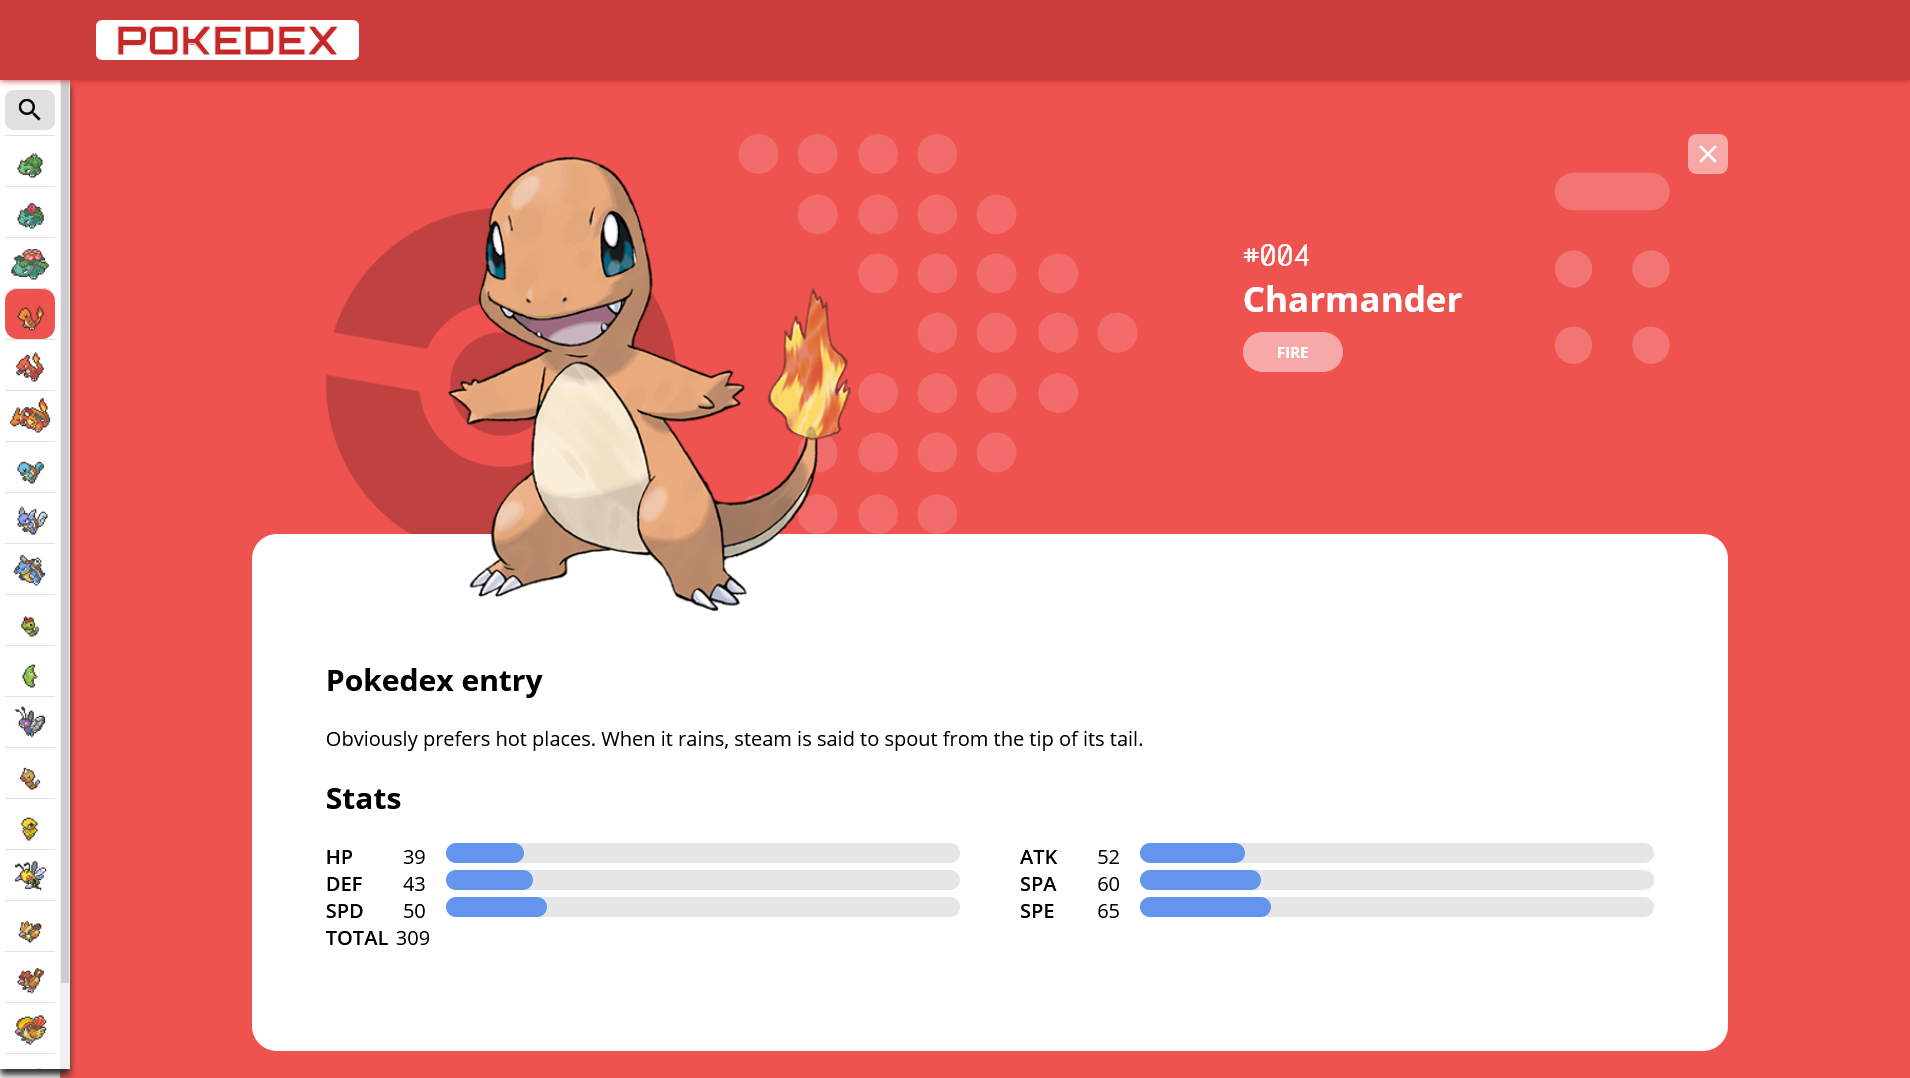 POKEDEX
#004
Charmander
FIRE
Pokedex entry
Obviously prefers hot places. When it rains, steam is said to spout from the tip of its tail.
Stats
HP 39
ATK 52
DEF 43
SPA 60
SPD 50
SPE 65
TOTAL 309